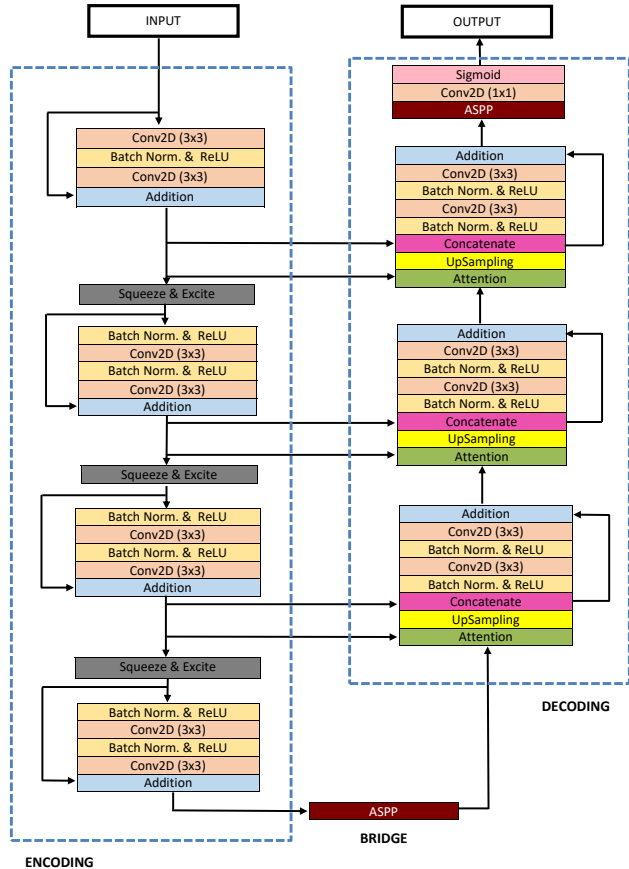 INPUT
Conv2D (3x3)
Batch Norm. & ReLU
Conv2D (3x3)
Addition
Squeeze & Excite
Batch Norm. & ReLU
Conv2D (3x3)
Batch Norm. & ReLU
Conv2D (3x3)
Addition
Squeeze & Excite
Batch Norm. & ReLU
Conv2D (3x3)
Batch Norm. & ReLU
Conv2D (3x3)
Addition
Squeeze & Excite
Batch Norm. & ReLU
Conv2D (3x3)
Batch Norm. & ReLU
Conv2D (3x3)
Addition
ENCODING
ASPP
BRIDGE
OUTPUT
Sigmoid
Conv2D (1x1)
ASPP
Addition
Conv2D (3x3)
Batch Norm. & ReLU
Conv2D (3x3)
Batch Norm. & ReLU
Concatenate
UpSampling
Attention
Addition
Conv2D (3x3)
Batch Norm. & ReLU
Conv2D (3x3)
Batch Norm. & ReLU
Concatenate
UpSampling
Attention
Addition
Conv2D (3x3)
Batch Norm. & ReLU
Conv2D (3x3)
Batch Norm. & ReLU
Concatenate
UpSampling
Attention
DECODING